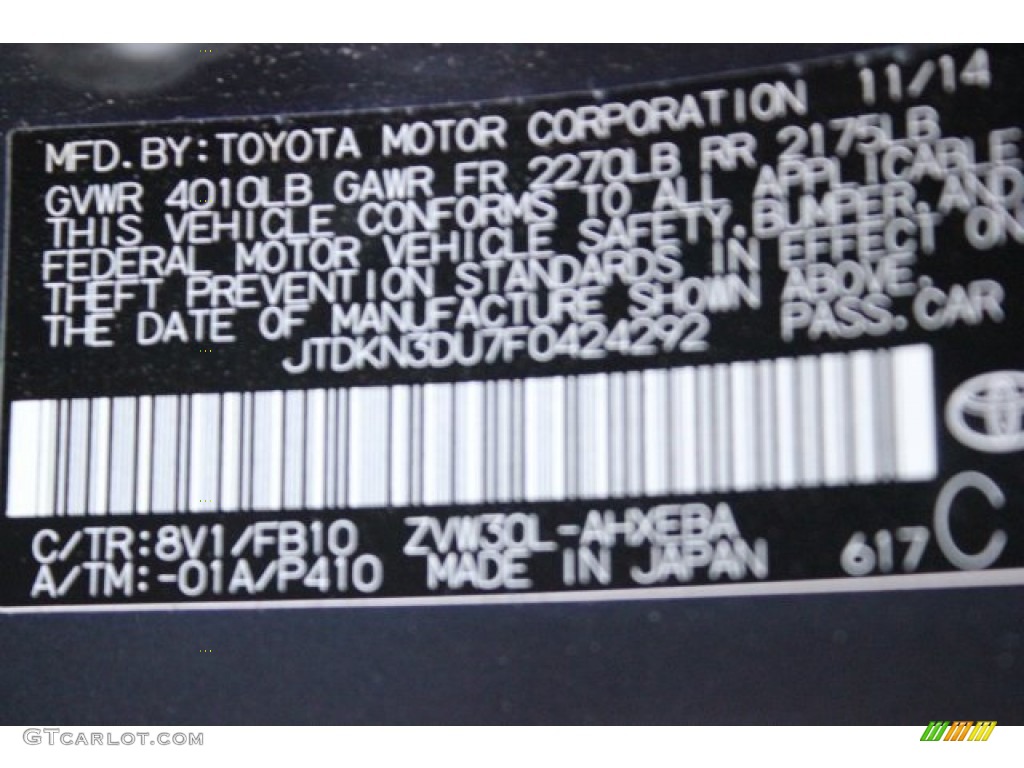 MFD. BY: TOYOTA MOTOR CORPORATION 11/14
GVWR 4010LB GAWR FR 2270LB RR 2175LB
THIS VEHICLE CONFORMS TO ALL APPLICABLE
FEDERAL MOTOR VEHICLE SAFETY, BUMPER, AND
THEFT PREVENTION STANDARDS IN EFFECT ON
THE DATE OF MANUFACTURE SHOWN ABOVE.
JTDKN3DU7F0424292 PASS. CAR
C/TR: 8V1/FB10 ZVW30L-AHXEBA
A/TM: -01A/P410 MADE IN JAPAN 617 C
GTcarlot.com